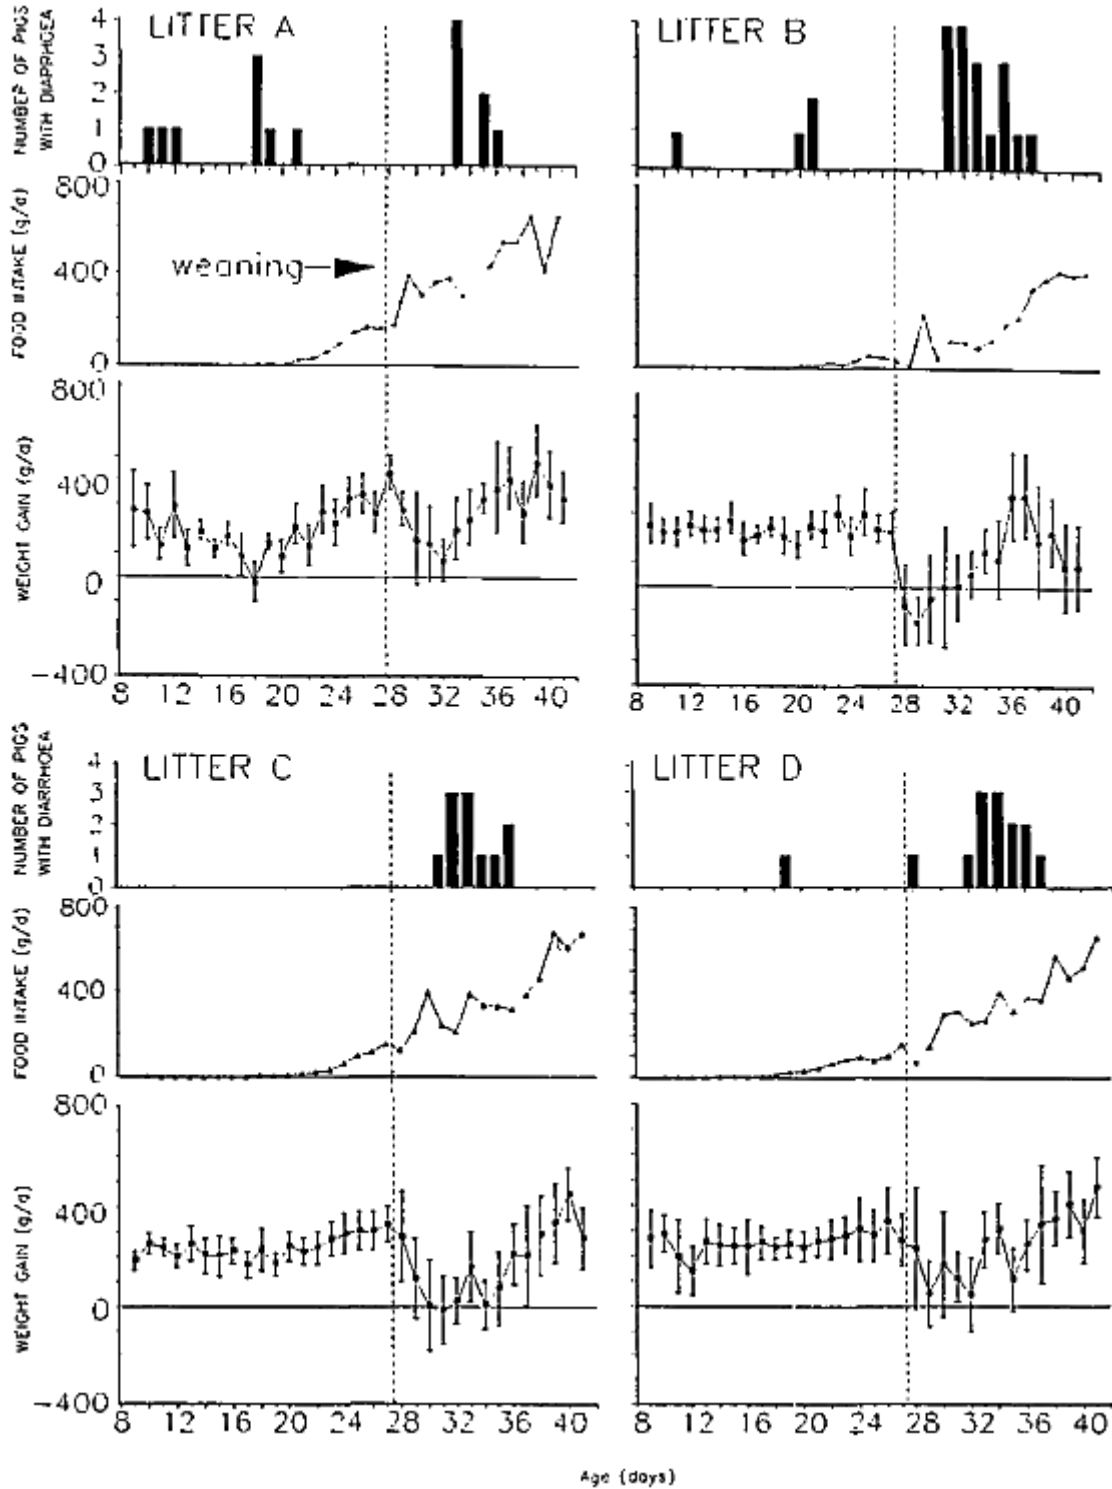 LITTER A
LITTER B
NUMBER OF PIGS
WITH DIARRHOEA
4
3
2
1
0
FOOD INTAKE (g/d)
800
400
0
weaning
WEIGHT GAIN (g/d)
800
400
0
-400
8 12 20 24 28 32 36 40
8 12 16 20 24 28 32 36 40
LITTER C
LITTER D
NUMBER OF PIGS
WITH DIARRHOEA
4
3
2
1
0
FOOD INTAKE (g/d)
800
400
0
WEIGHT GAIN (g/d)
800
400
0
-400
8 12 16 20 24 28 32 36 40
8 12 16 20 24 28 32 36 40
Age (days)